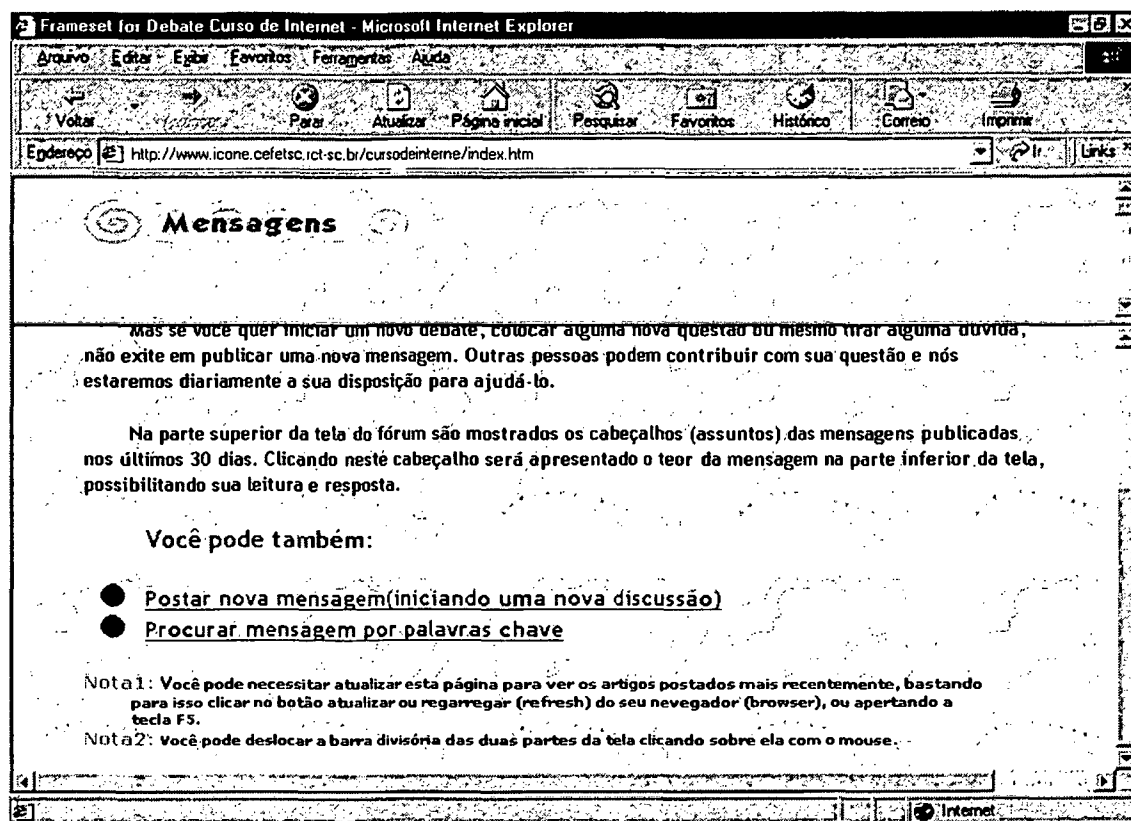 Frameset for Debate Curso de Internet - Microsoft Internet Explorer
Arquivo Editar Exibir Favoritos Ferramentas Ajuda
Voltar Parar Atualizar Página inicial Pesquisar Favoritos Histórico Correio Imprimir
Endereço http://www.icone.cefetsc.rct-sc.br/cursodeinterne/index.htm Ir Links
Mensagens
Mas se você quer iniciar um novo debate, colocar alguma nova questão ou mesmo tirar alguma dúvida,
não exite em publicar uma nova mensagem. Outras pessoas podem contribuir com sua questão e nós
estaremos diariamente a sua disposição para ajudá-lo.
Na parte superior da tela do fórum são mostrados os cabeçalhos (assuntos) das mensagens publicadas
nos últimos 30 dias. Clicando neste cabeçalho será apresentado o teor da mensagem na parte inferior da tela,
possibilitando sua leitura e resposta.
Você pode também:
Postar nova mensagem(iniciando uma nova discussão)
Procurar mensagem por palavras chave
Nota1: Você pode necessitar atualizar esta página para ver os artigos postados mais recentemente, bastando
para isso clicar no botão atualizar ou regarregar (refresh) do seu nevegador (browser), ou apertando a
tecla F5.
Nota2: Você pode deslocar a barra divisória das duas partes da tela clicando sobre ela com o mouse.
Internet